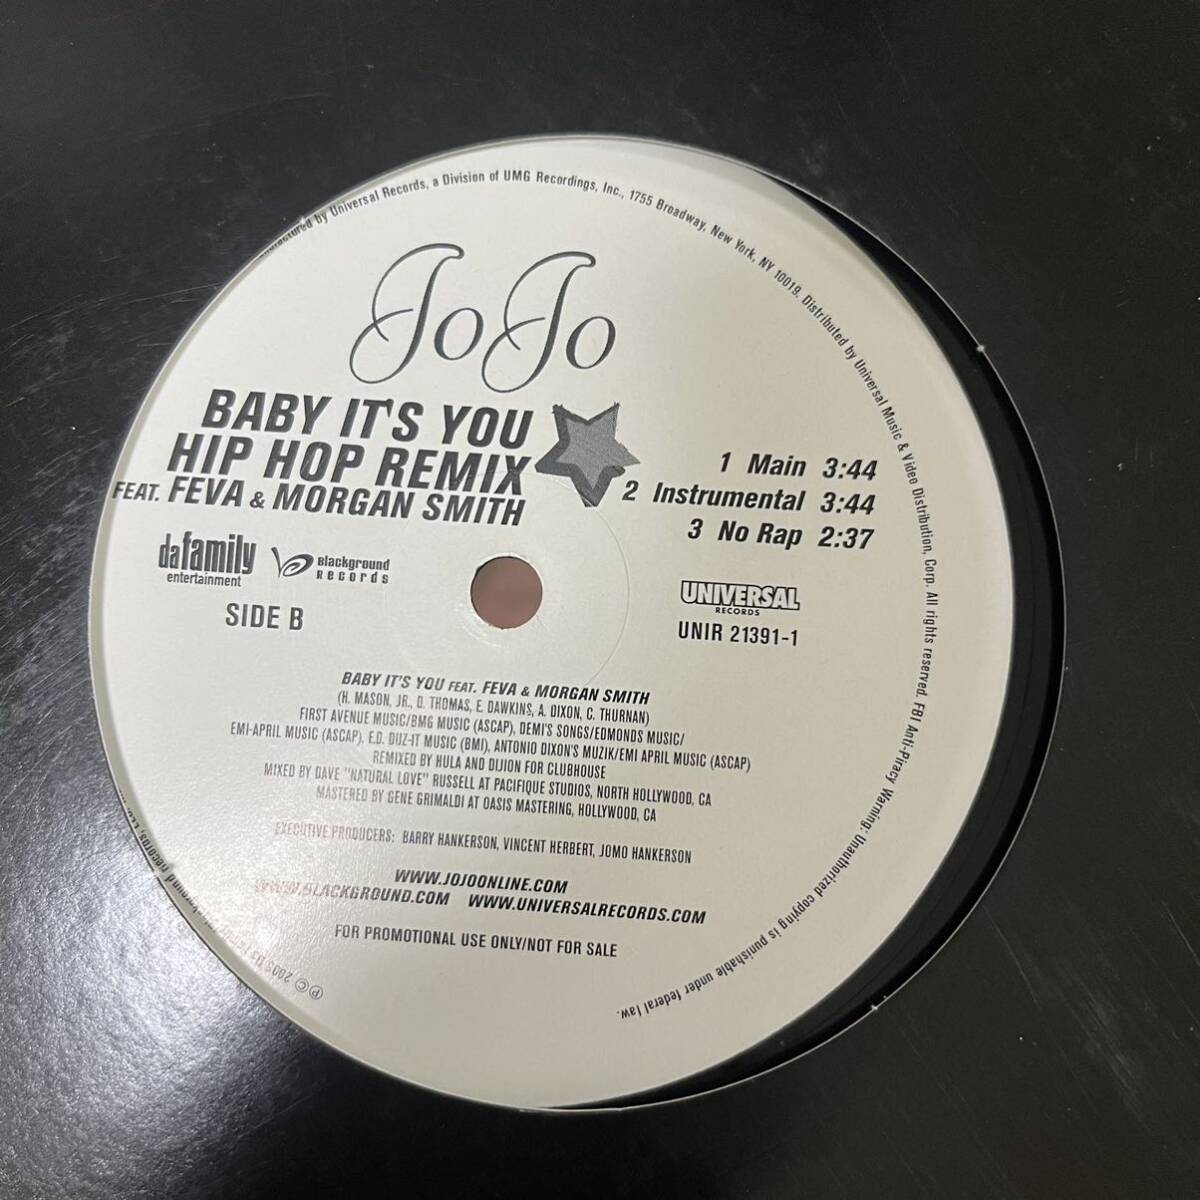 JoJo
BABY IT'S YOU
HIP HOP REMIX
FEAT. FEVA & MORGAN SMITH
1 Main 3:44
2 Instrumental 3:44
3 No Rap 2:37
da family
entertainment
Blackground
Records
SIDE B
UNIVERSAL
RECORDS
UNIR 21391-1
BABY IT'S YOU FEAT. FEVA & MORGAN SMITH
(H. MASON, JR., D. THOMAS, E. DAWKINS, A. DIXON, C. THURNAN)
FIRST AVENUE MUSIC/BMG MUSIC (ASCAP), DEMI'S SONGS/EDMONDS MUSIC/
EMI-APRIL MUSIC (ASCAP). E.D. DUZ-IT MUSIC (BMI), ANTONIO DIXON'S MUZIK/EMI APRIL MUSIC (ASCAP)
REMIXED BY HULA AND DIJION FOR CLUBHOUSE
MIXED BY DAVE "NATURAL LOVE" RUSSELL AT PACIFIQUE STUDIOS, NORTH HOLLYWOOD, CA
MASTERED BY GENE GRIMALDI AT OASIS MASTERING, HOLLYWOOD, CA
EXECUTIVE PRODUCERS: BARRY HANKERSON, VINCENT HERBERT, JOMO HANKERSON
WWW.JOJOONLINE.COM
WWW.BLACKGROUND.COM WWW.UNIVERSALRECORDS.COM
FOR PROMOTIONAL USE ONLY/NOT FOR SALE
by Universal Records, a Division of UMG Recordings, Inc., 1755 Broadway, New York, NY 10019. Distributed by Universal Music & Video Distribution, Corp. All rights reserved. FBI Anti-Piracy Warning: Unauthorized copying is punishable under federal law.